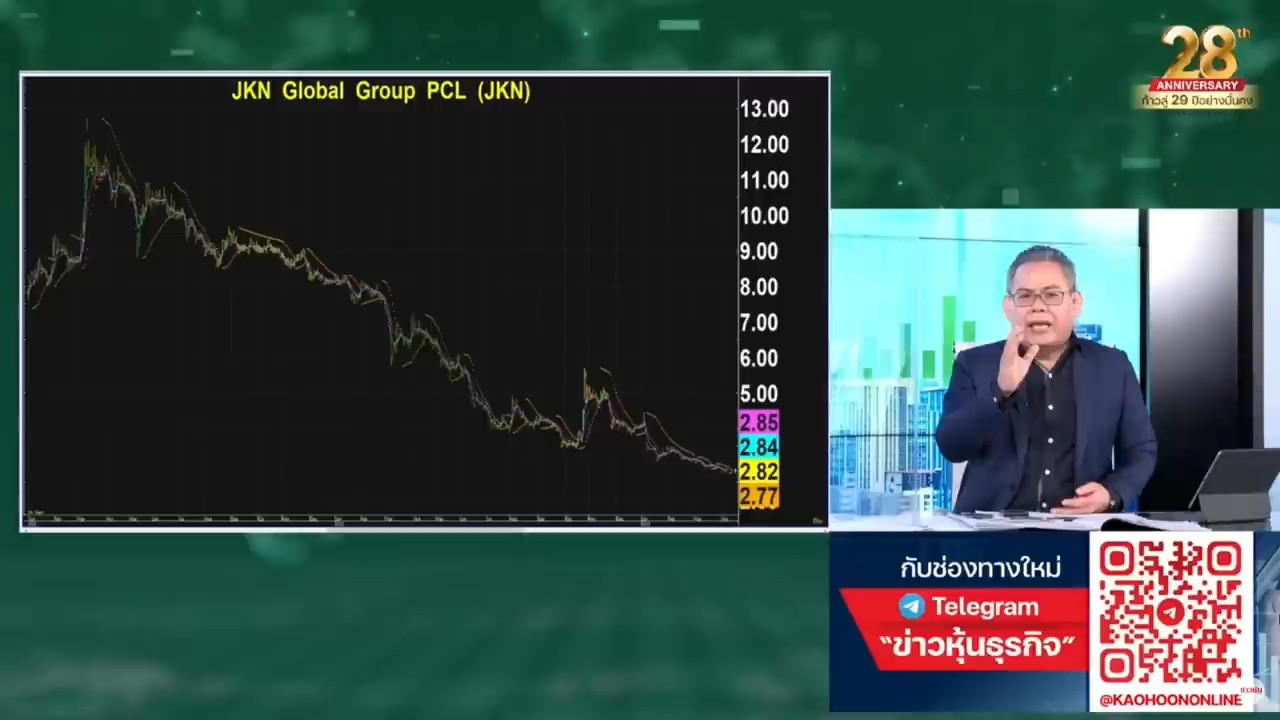 28th
ANNIVERSARY
ก้าวสู่ 29 ปีอย่างมั่นคง
JKN Global Group PCL (JKN)
13.00
12.00
11.00
10.00
9.00
8.00
7.00
6.00
5.00
2.85
2.84
2.82
2.77
กับช่องทางใหม่
Telegram
"ข่าวหุ้นธุรกิจ"
@KAOHOONONLINE